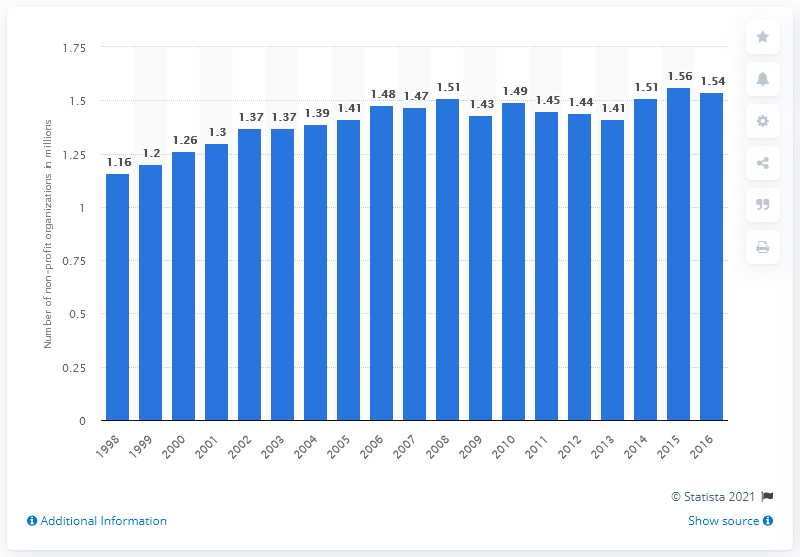 1.75
1.5
1.25
1
0.75
0.5
0.25
0
Number of non-profit organizations in millions
1.16 1.2 1.26 1.3 1.37 1.37 1.39 1.41 1.48 1.47 1.51 1.43 1.49 1.45 1.44 1.41 1.51 1.56 1.54
1998 1999 2000 2001 2002 2003 2004 2005 2006 2007 2008 2009 2010 2011 2012 2013 2014 2015 2016
© Statista 2021
Additional Information
Show source